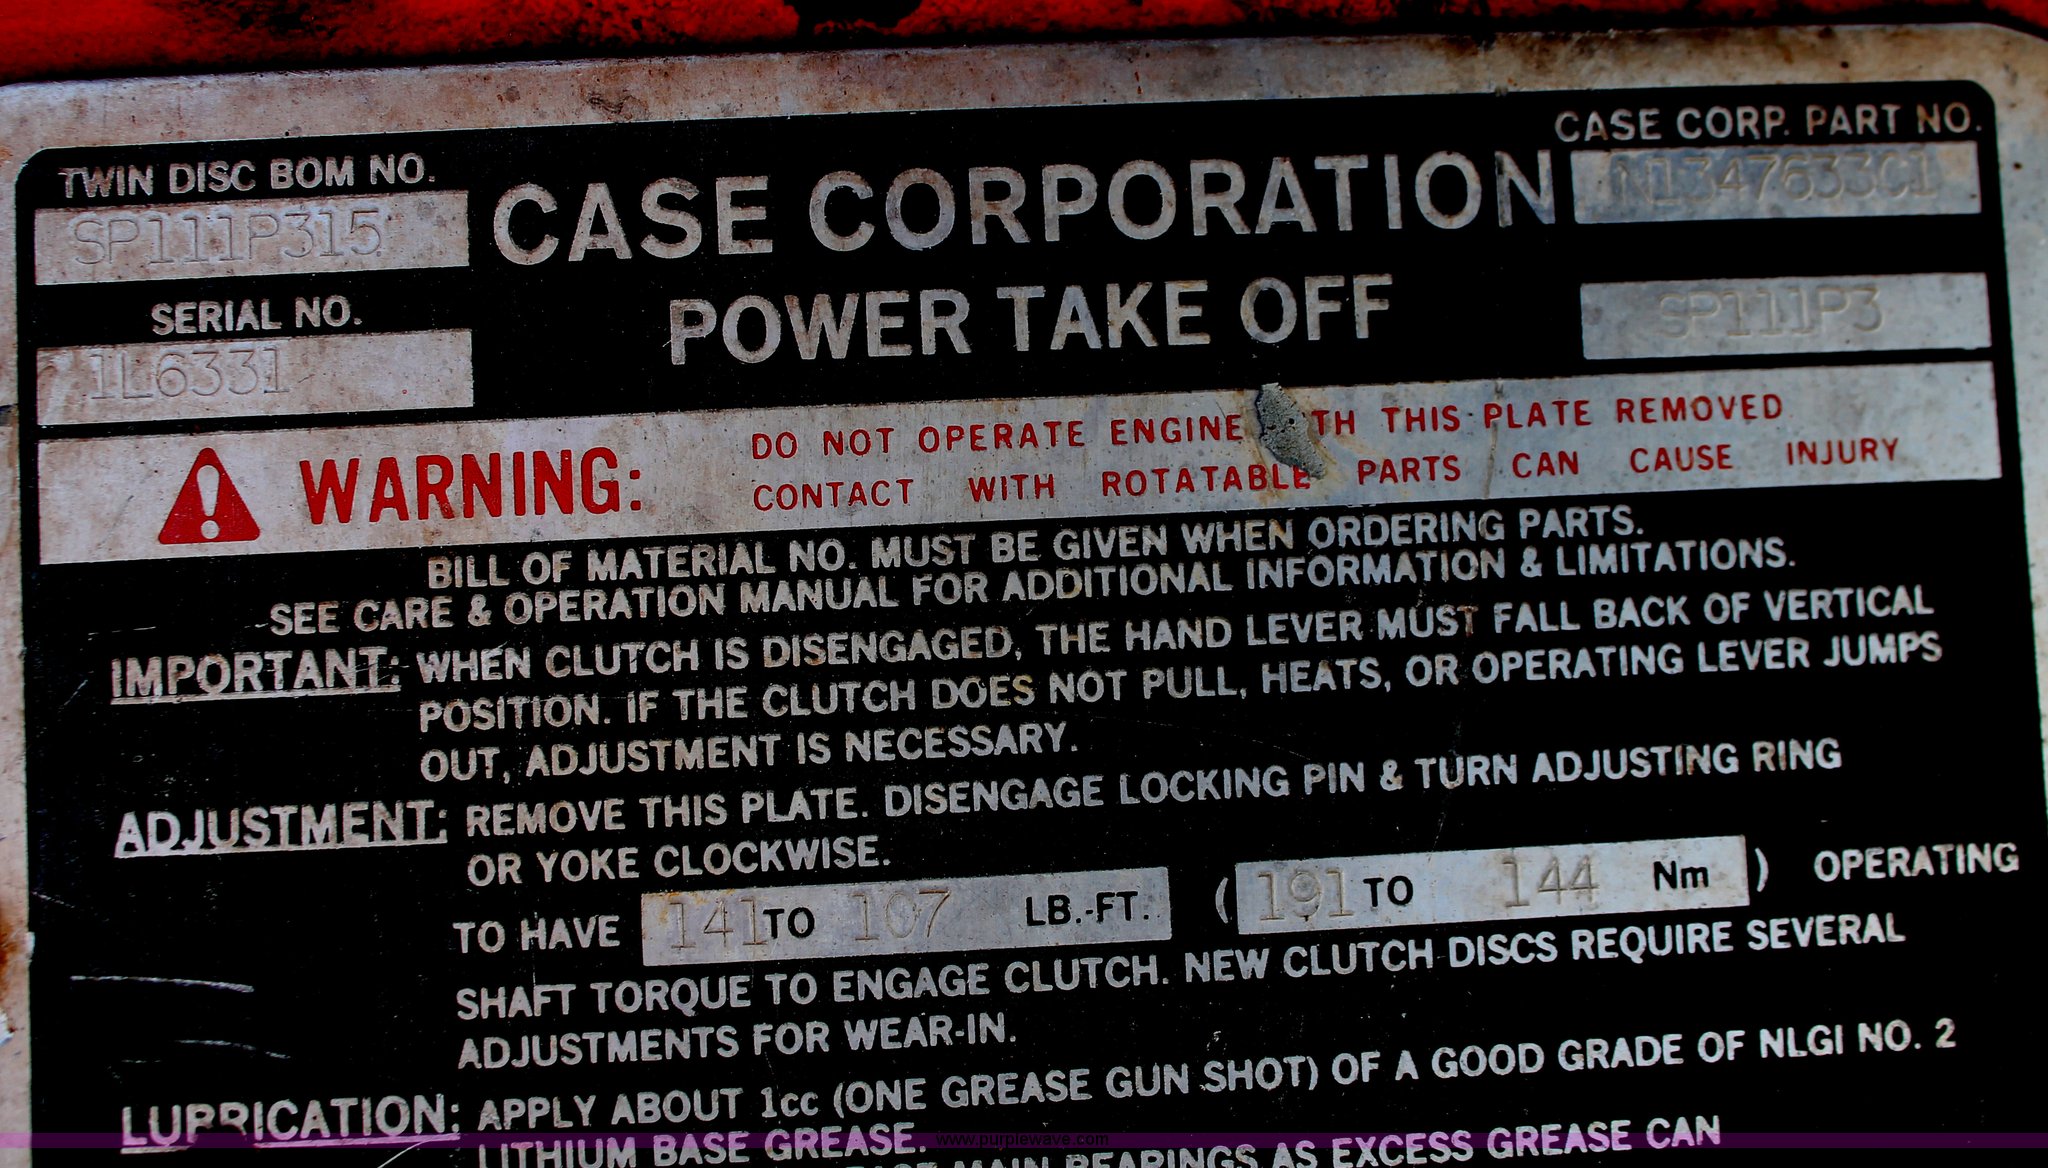 TWIN DISC BOM NO.
SP111P315
SERIAL NO.
1L6331
CASE CORPORATION
POWER TAKE OFF
CASE CORP. PART NO.
N1347633C1
SP111P3
WARNING:
DO NOT OPERATE ENGINE TH THIS PLATE REMOVED
CONTACT WITH ROTATABLE PARTS CAN CAUSE INJURY
BILL OF MATERIAL NO. MUST BE GIVEN WHEN ORDERING PARTS.
SEE CARE & OPERATION MANUAL FOR ADDITIONAL INFORMATION & LIMITATIONS.
IMPORTANT: WHEN CLUTCH IS DISENGAGED, THE HAND LEVER MUST FALL BACK OF VERTICAL
POSITION. IF THE CLUTCH DOES NOT PULL, HEATS, OR OPERATING LEVER JUMPS
OUT, ADJUSTMENT IS NECESSARY.
ADJUSTMENT: REMOVE THIS PLATE. DISENGAGE LOCKING PIN & TURN ADJUSTING RING
OR YOKE CLOCKWISE.
TO HAVE 141 TO 107 LB.-FT. (191 TO 144 Nm) OPERATING
SHAFT TORQUE TO ENGAGE CLUTCH. NEW CLUTCH DISCS REQUIRE SEVERAL
ADJUSTMENTS FOR WEAR-IN.
LUBRICATION: APPLY ABOUT 1cc (ONE GREASE GUN SHOT) OF A GOOD GRADE OF NLGI NO. 2
LITHIUM BASE GREASE.
MAIN BEARINGS AS EXCESS GREASE CAN
www.purplewave.com